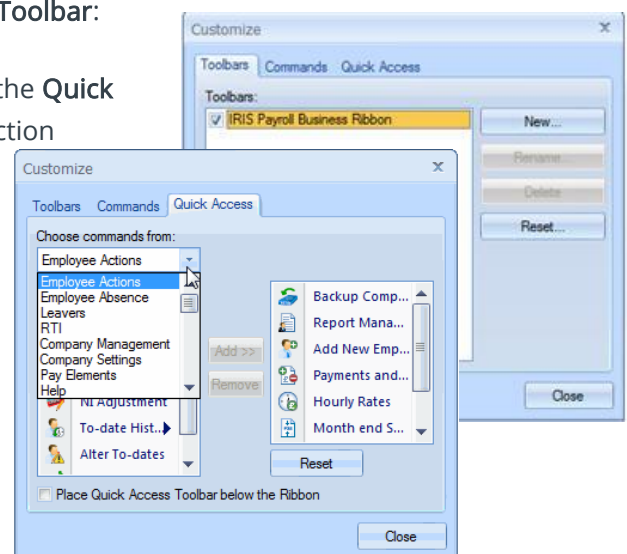 Toolbar:
the Quick
ction
Customize
x
Toolbars Commands Quick Access
Toolbars:
IRIS Payroll Business Ribbon
New...
Rename...
Delete
Reset...
Close
Customize
x
Toolbars Commands Quick Access
Choose commands from:
Employee Actions
Employee Actions
Employee Absence
Leavers
RTI
Company Management
Company Settings
Pay Elements
Help
NI Adjustment
To-date Hist...
Alter To-dates
Add >>
Remove
Backup Comp...
Report Mana...
Add New Emp...
Payments and...
Hourly Rates
Month end S...
Reset
Place Quick Access Toolbar below the Ribbon
Close